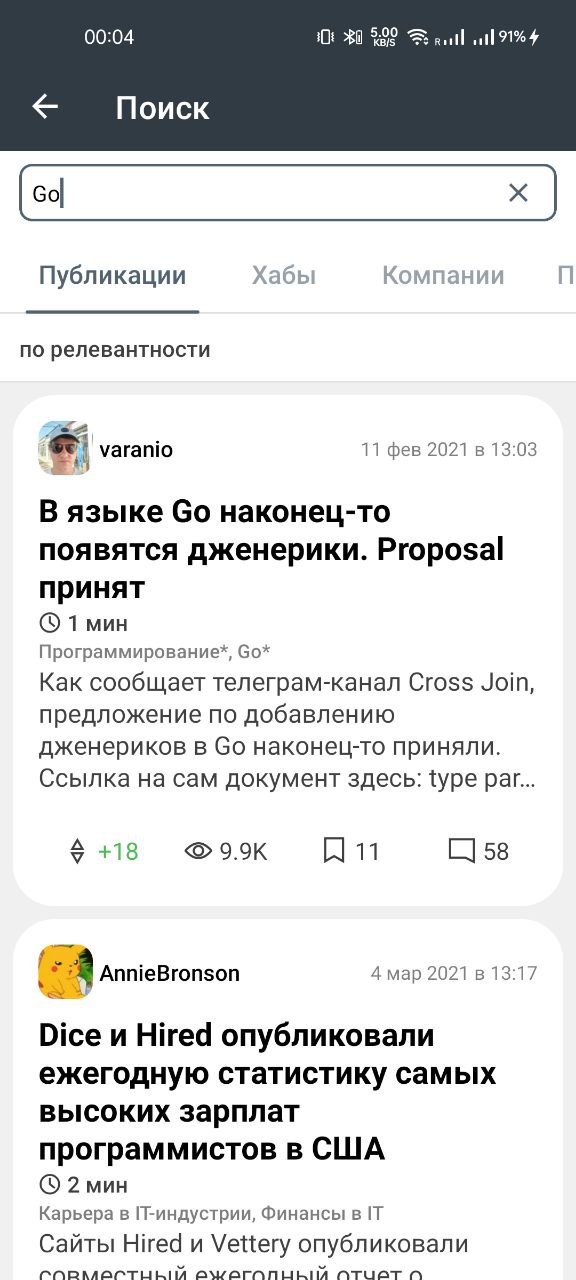 00:04
5.00
KB/S
R
91%
Поиск
Go
Публикации Хабы Компании П
по релевантности
varanio 11 фев 2021 в 13:03
В языке Go наконец-то
появятся дженерики. Proposal
принят
1 мин
Программирование*, Go*
Как сообщает телеграм-канал Cross Join,
предложение по добавлению
дженериков в Go наконец-то приняли.
Ссылка на сам документ здесь: type par...
+18 9.9K 11 58
AnnieBronson 4 мар 2021 в 13:17
Dice и Hired опубликовали
ежегодную статистику самых
высоких зарплат
программистов в США
2 мин
Карьера в IT-индустрии, Финансы в IT
Сайты Hired и Vettery опубликовали
совместный ежегодный отчет о